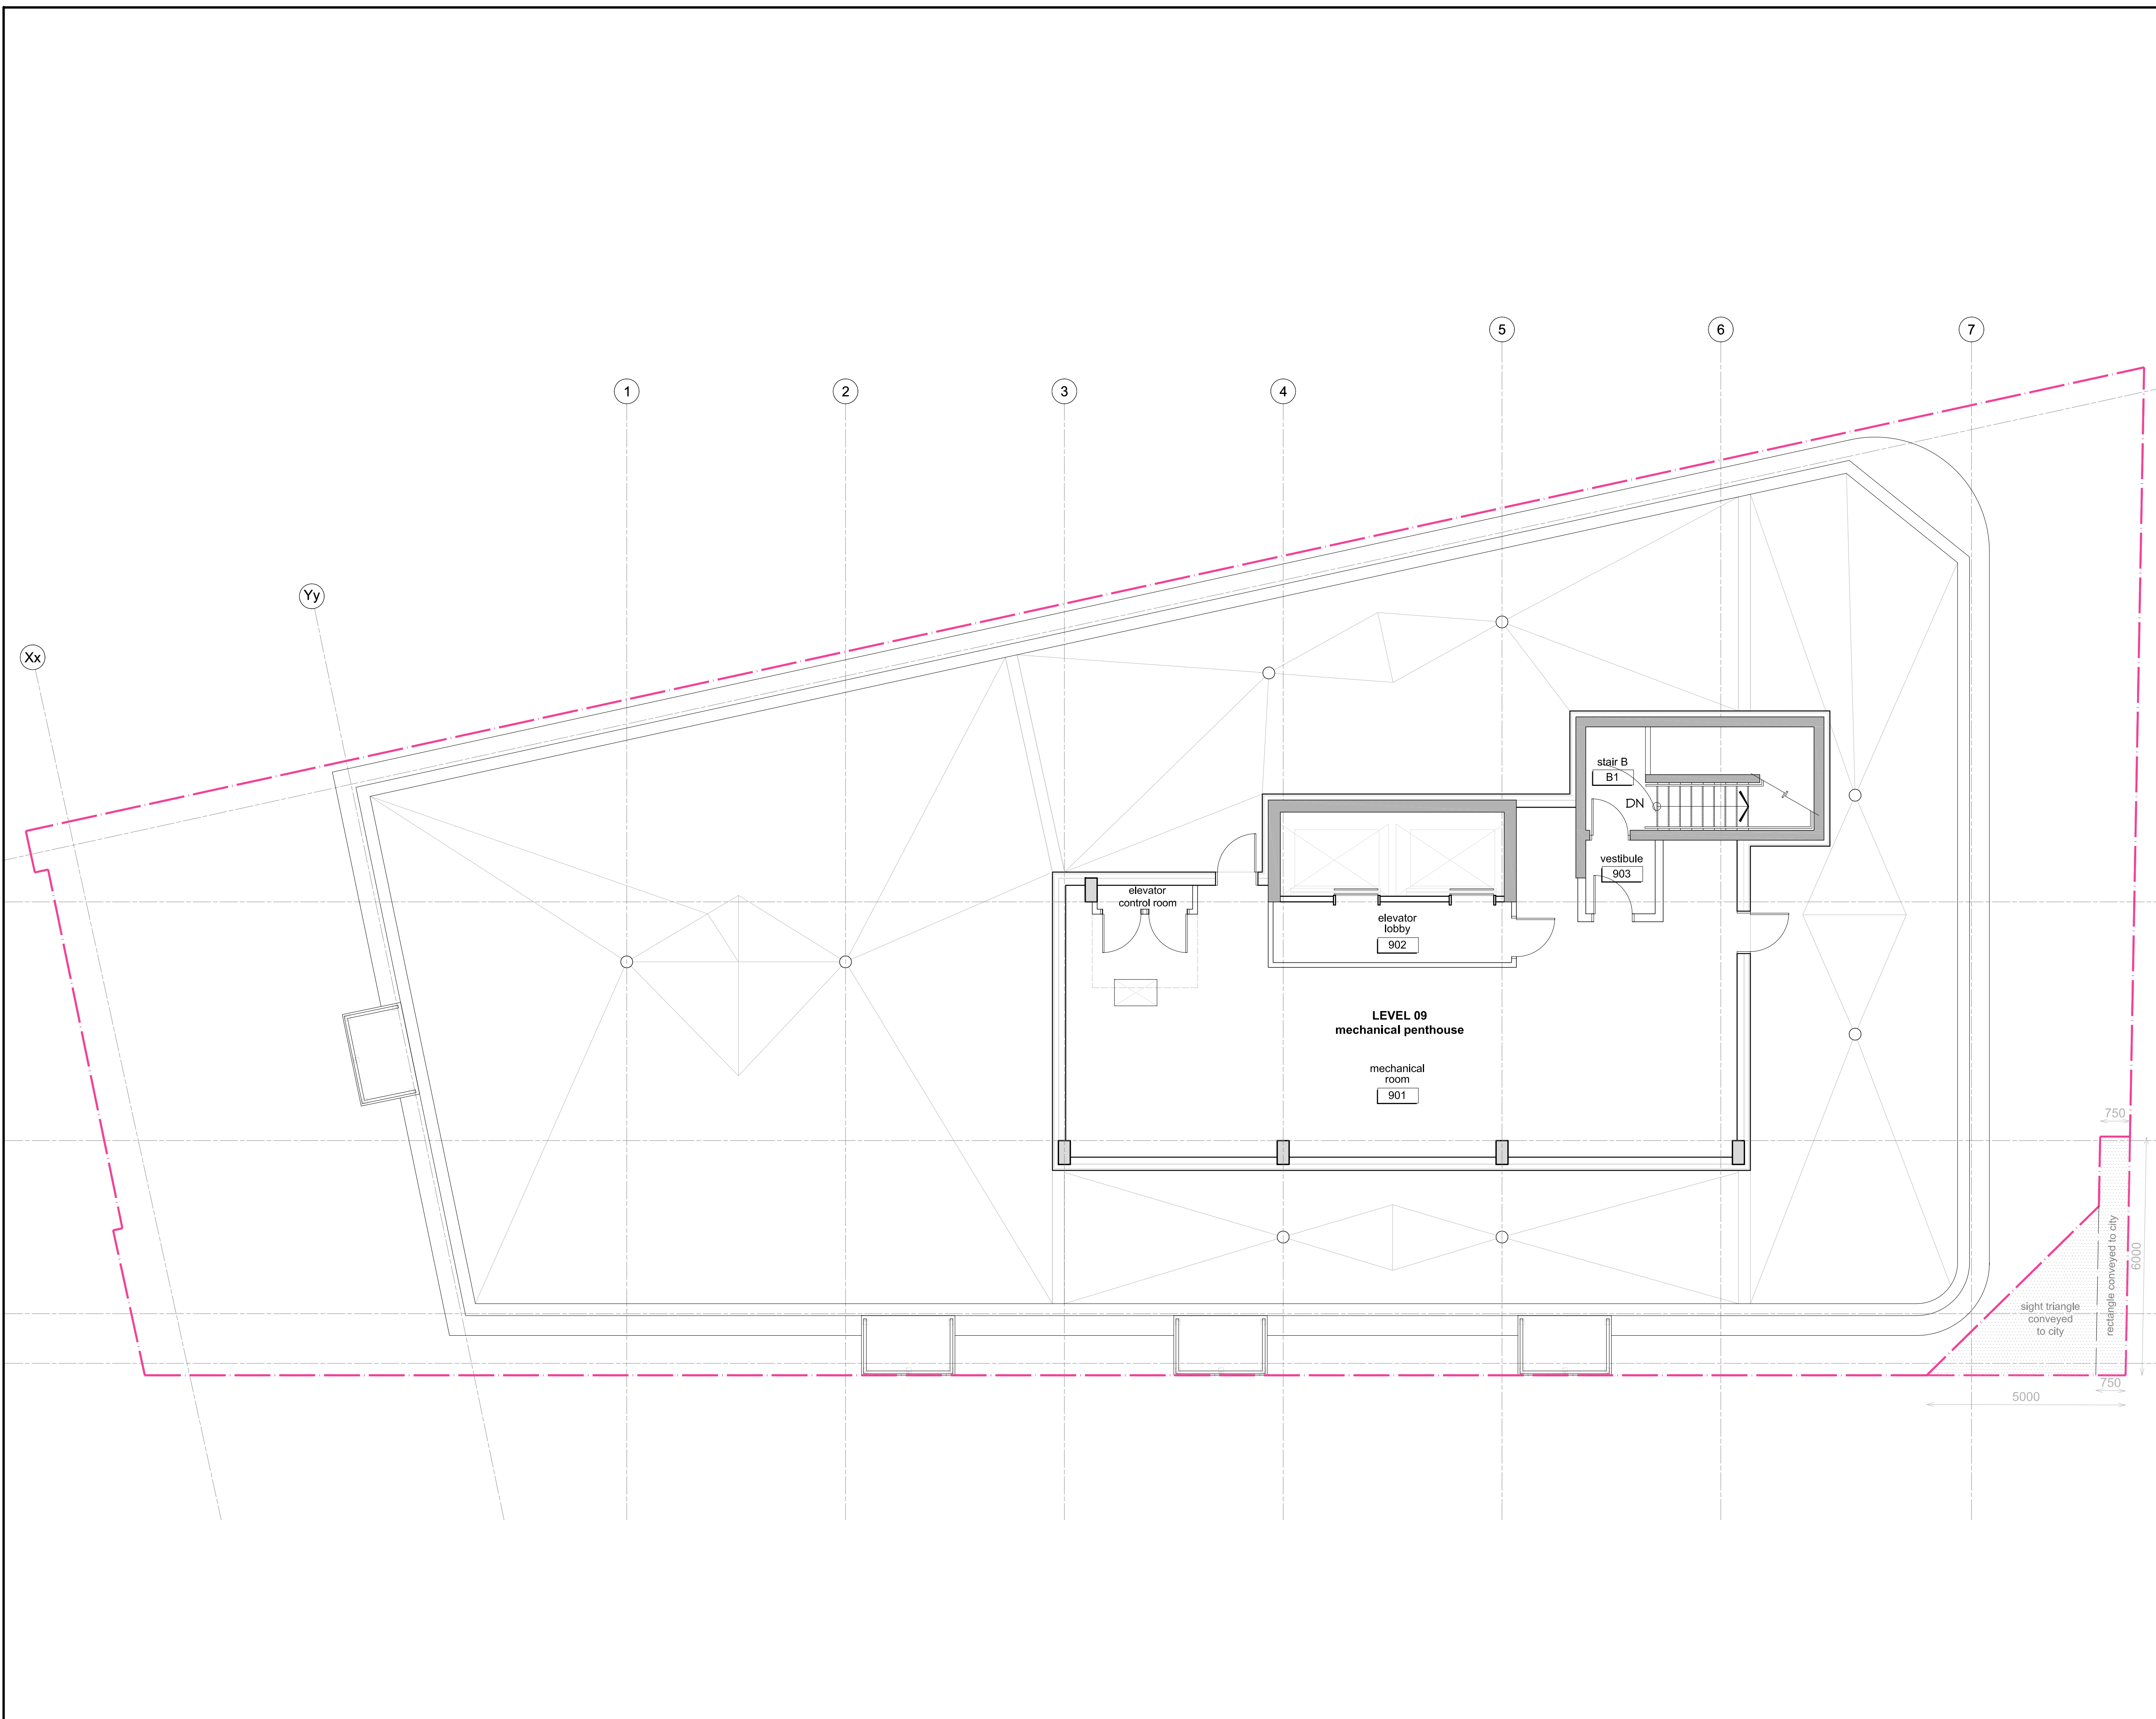 5
6
7
1
2
3
4
Yy
Xx
stair B
B1
DN
vestibule
903
elevator
control room
elevator
lobby
902
LEVEL 09
mechanical penthouse
mechanical
room
901
750
6000
rectangle conveyed to city
sight triangle
conveyed
to city
750
5000